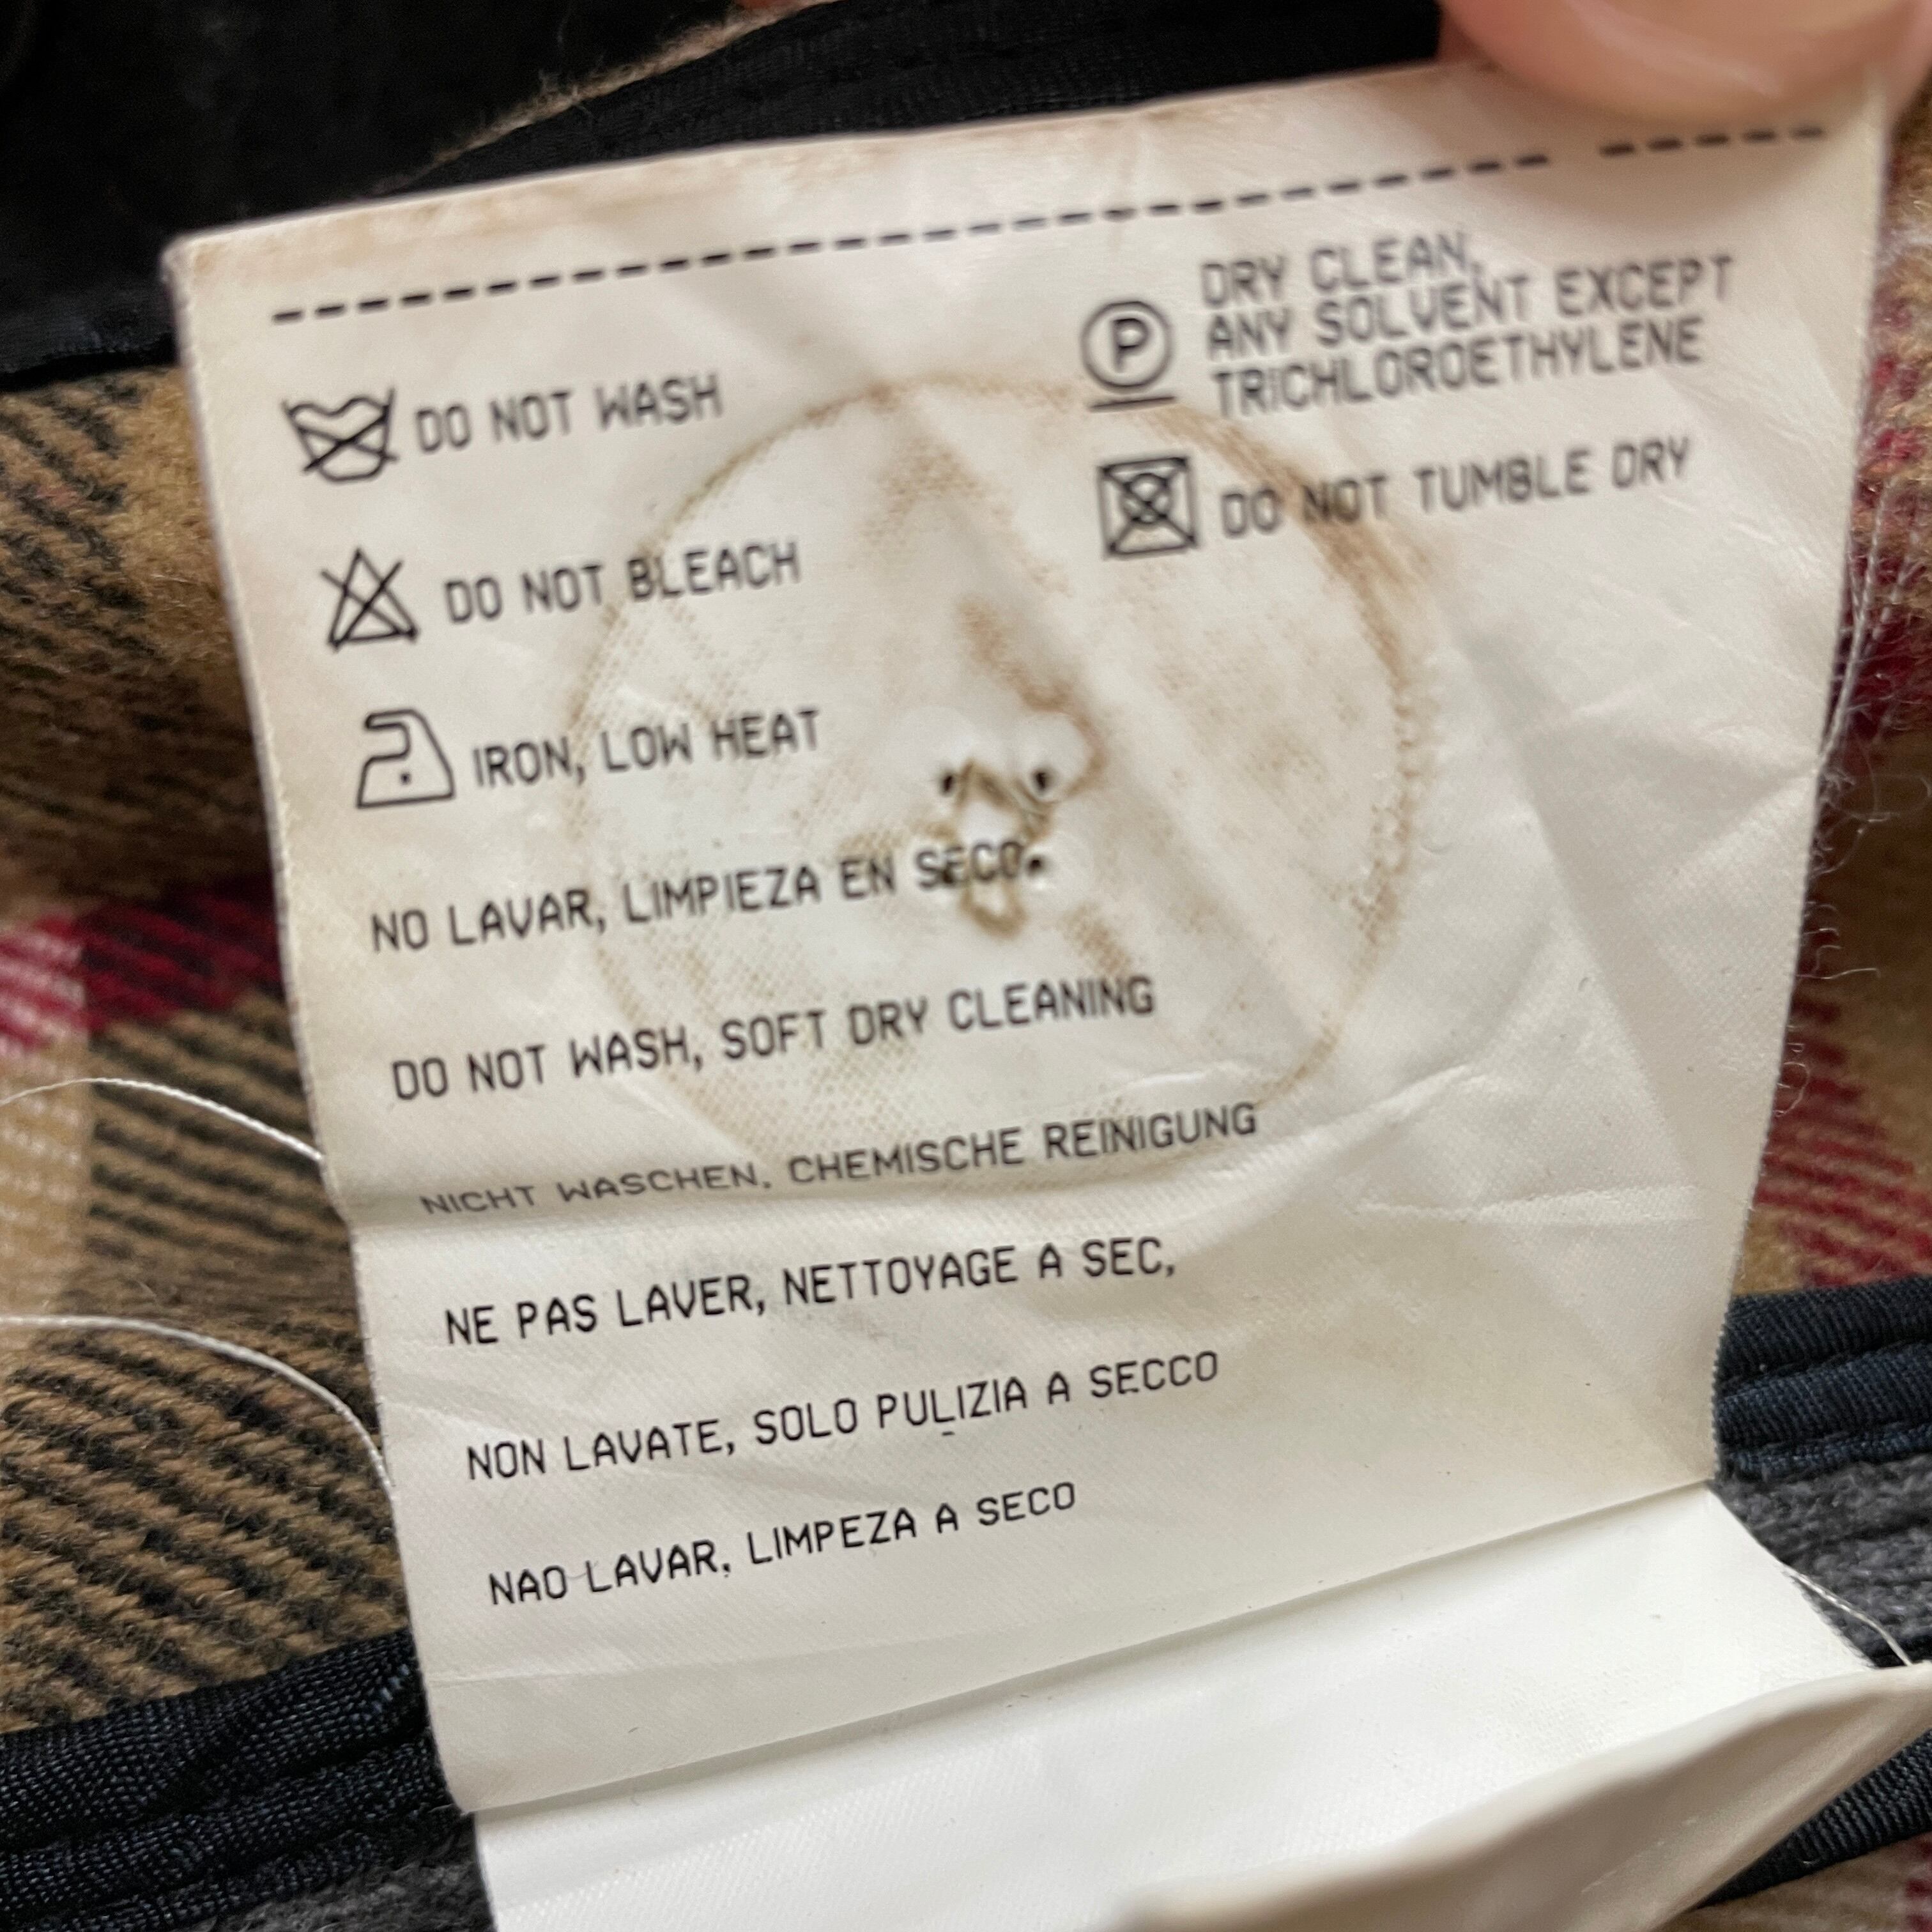 DO NOT WASH
DO NOT BLEACH
IRON, LOW HEAT
P
DRY CLEAN,
ANY SOLVENT EXCEPT
TRICHLOROETHYLENE
DO NOT TUMBLE DRY
NO LAVAR, LIMPIEZA EN SECO
DO NOT WASH, SOFT DRY CLEANING
NICHT WASCHEN, CHEMISCHE REINIGUNG
NE PAS LAVER, NETTOYAGE A SEC,
NON LAVATE, SOLO PULIZIA A SECCO
NAO LAVAR, LIMPEZA A SECO